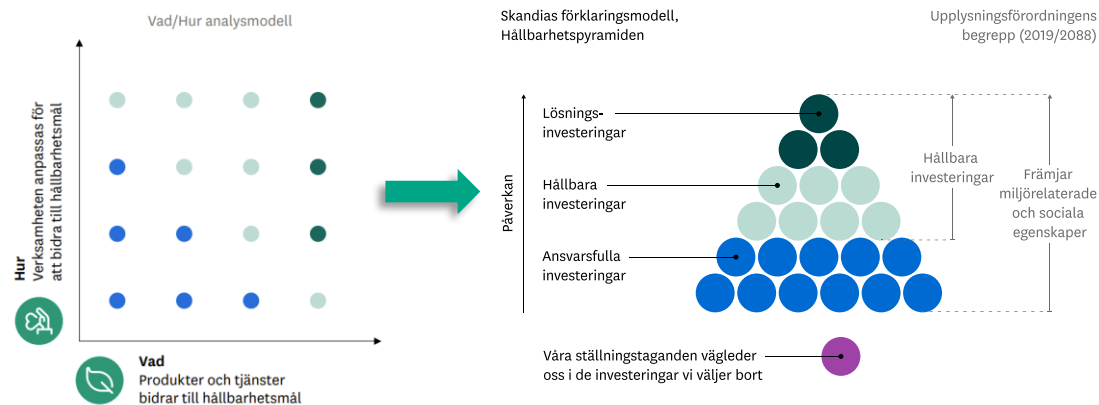 Vad/Hur analysmodell
Hur
Verksamheten anpassas för
att bidra till hållbarhetsmål
Vad
Produkter och tjänster
bidrar till hållbarhetsmål
Skandias förklaringsmodell,
Hållbarhetspyramiden
Upplysningsförordningens
begrepp (2019/2088)
Påverkan
Lösnings-
investeringar
Hållbara
investeringar
Ansvarsfulla
investeringar
Våra ställningstaganden vägleder
oss i de investeringar vi väljer bort
Hållbara
investeringar
Främjar
miljörelaterade
och sociala
egenskaper